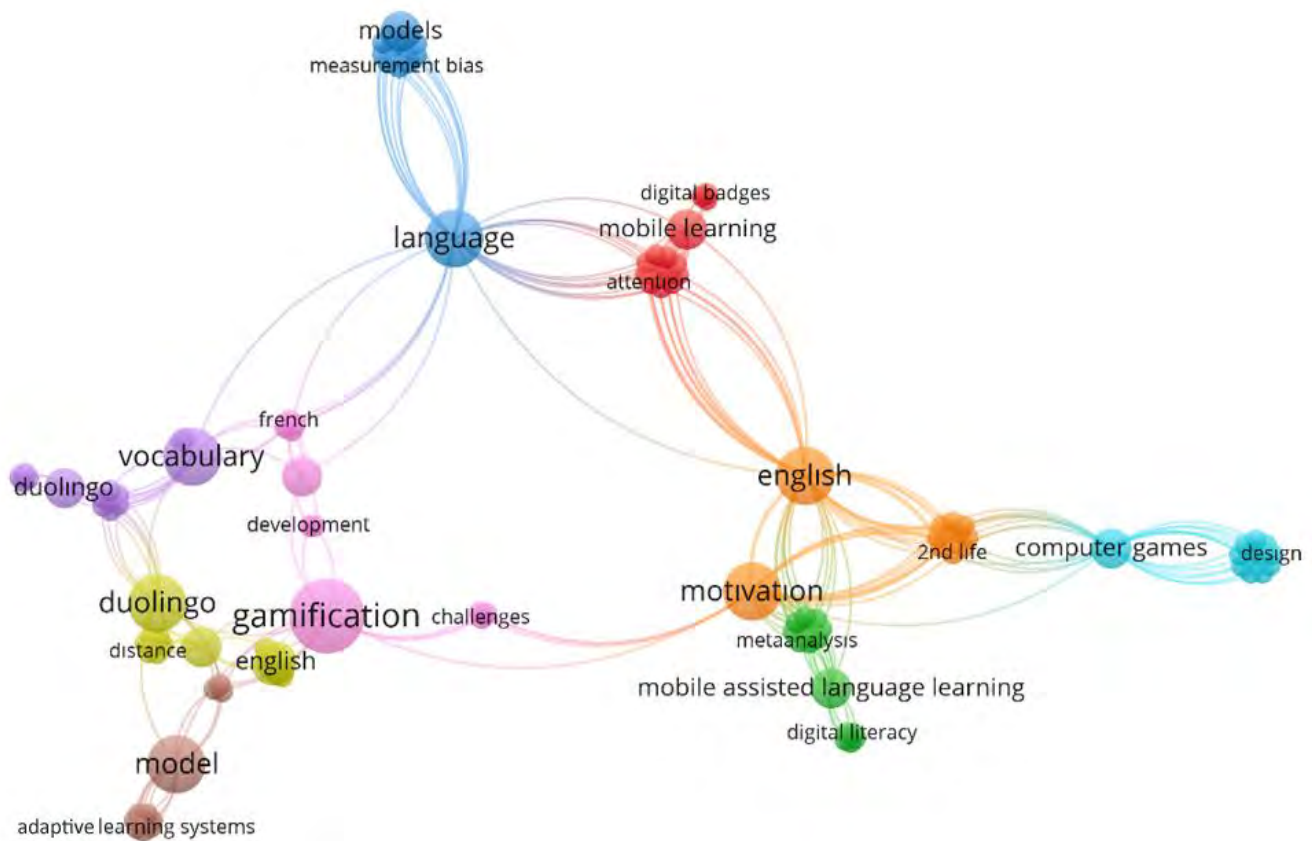 models
measurement bias
digital badges
mobile learning
language
attention
french
vocabulary
english
duolingo
development
2nd life
computer games
design
motivation
duolingo
gamification
challenges
metaanalysis
distance
english
mobile assisted language learning
digital literacy
model
adaptive learning systems